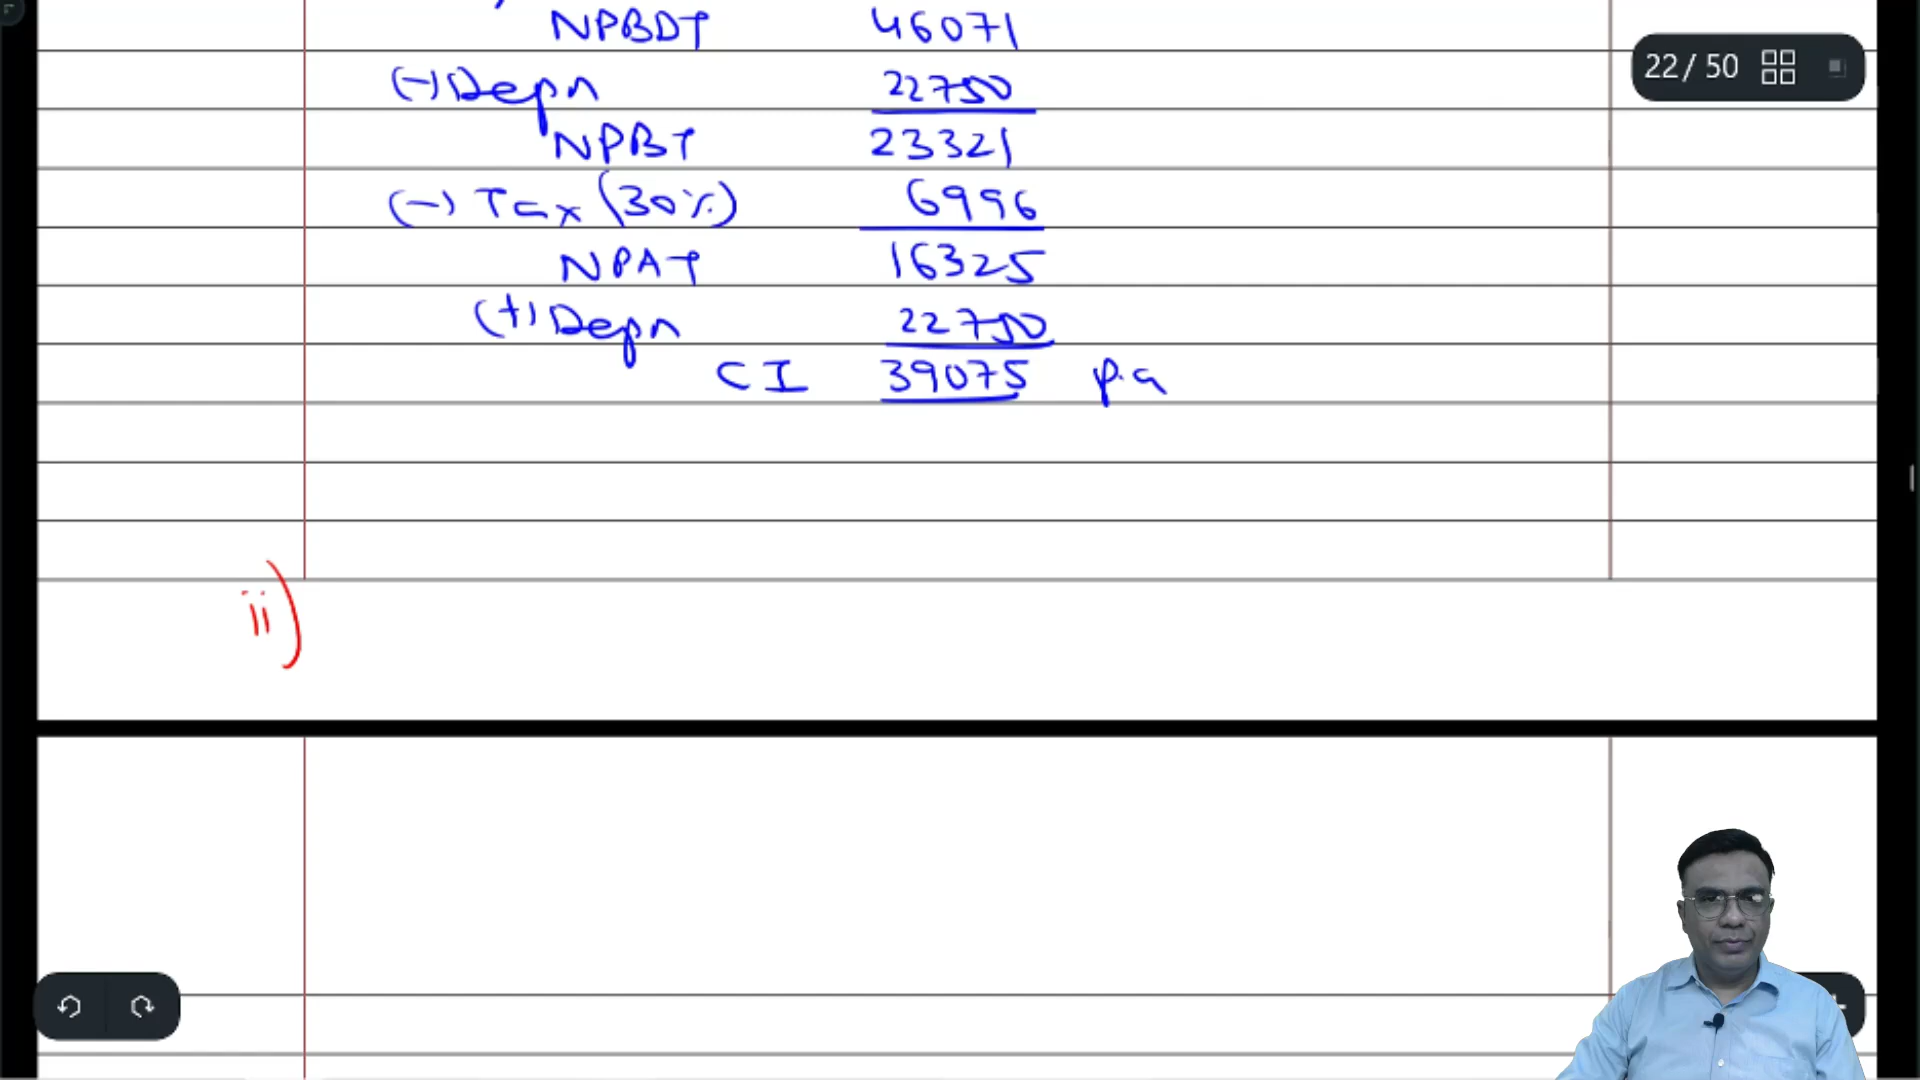 NPBDT 46071
22/50
(-) Depn 22750
NPBT 23321
(-) Tax (30%) 6996
NPAT 16325
(+) Depn 22750
CI 39075 p.a
ii)